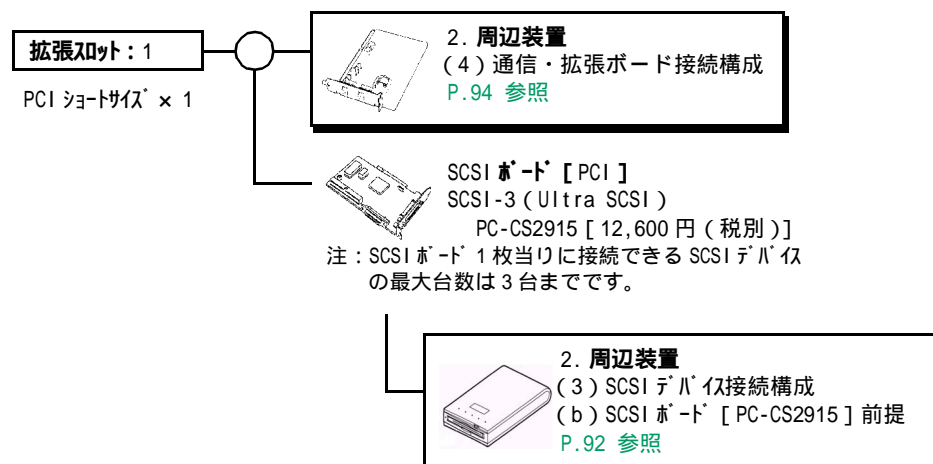 拡張ｽﾛｯﾄ：1
PCI ｼｮｰﾄｻｲｽﾞ × 1
2. 周辺装置
（4）通信・拡張ボード接続構成
P.94 参照
SCSI ﾎﾞｰﾄﾞ［PCI］
SCSI-3（Ultra SCSI）
PC-CS2915［12,600 円（税別）］
注：SCSI ﾎﾞｰﾄﾞ 1 枚当りに接続できる SCSI ﾃﾞﾊﾞｲｽ
の最大台数は 3 台までです。
2. 周辺装置
（3）SCSI ﾃﾞﾊﾞｲｽ接続構成
（b）SCSI ﾎﾞｰﾄﾞ［PC-CS2915］前提
P.92 参照